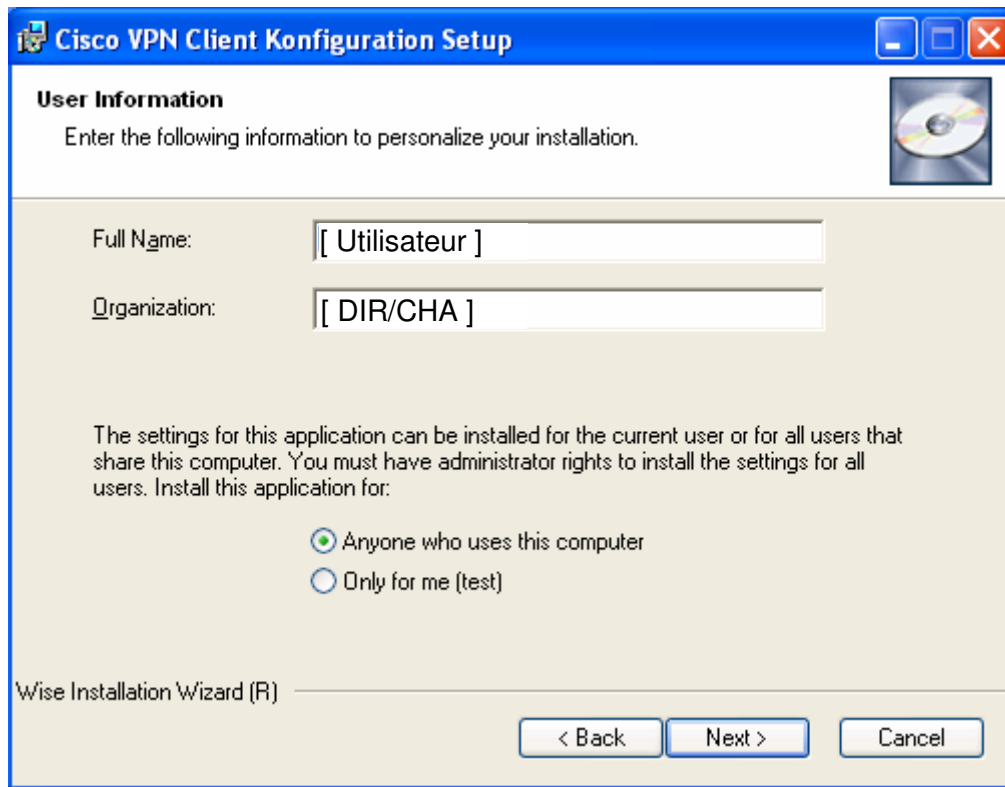 Cisco VPN Client Konfiguration Setup
User Information
Enter the following information to personalize your installation.
Full Name:
[ Utilisateur ]
Organization:
[ DIR/CHA ]
The settings for this application can be installed for the current user or for all users that
share this computer. You must have administrator rights to install the settings for all
users. Install this application for:
Anyone who uses this computer
Only for me (test)
Wise Installation Wizard (R)
< Back
Next >
Cancel